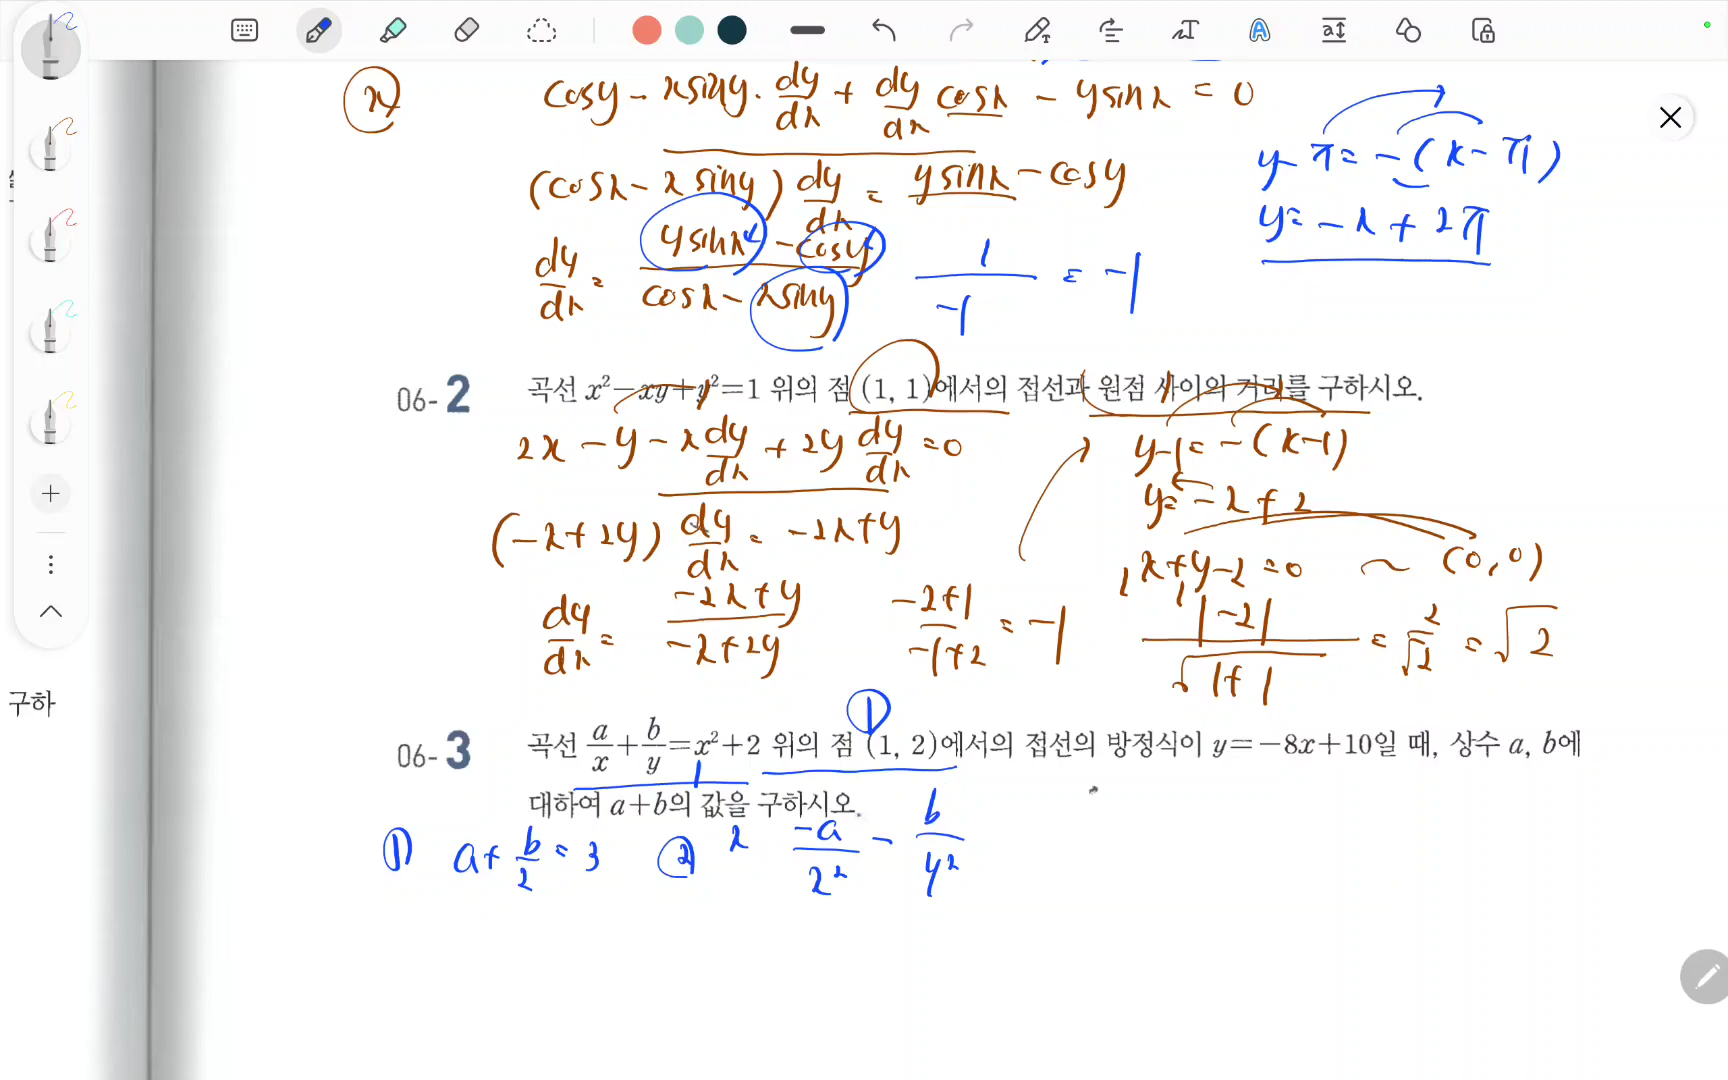 cosy - xsiny · dy/dx + dy/dx cosx - ysinx = 0
(cosx - xsiny) dy/dx = ysinx - cosy
dy/dx = (ysinx - cosy)/(cosx - xsiny)
1/-1 = -1
y-π = -(x-π)
y = -x + 2π
06-2 곡선 x²-xy+y²=1 위의 점 (1, 1)에서의 접선과 원점 사이의 거리를 구하시오.
2x - y - x dy/dx + 2y dy/dx = 0
(-x+2y) dy/dx = -2x+y
dy/dx = (-2x+y)/(-x+2y)
(-2+1)/(-1+2) = -1
y-1 = -(x-1)
y = -x+2
x+y-2=0 ~ (0,0)
|-2|/√(1+1) = 2/√2 = √2
구하
06-3 곡선 a/x + b/y = x²+2 위의 점 (1, 2)에서의 접선의 방정식이 y=-8x+10일 때, 상수 a, b에
대하여 a+b의 값을 구하시오.
① a + b/2 = 3 ② x -a/2² - b/y²